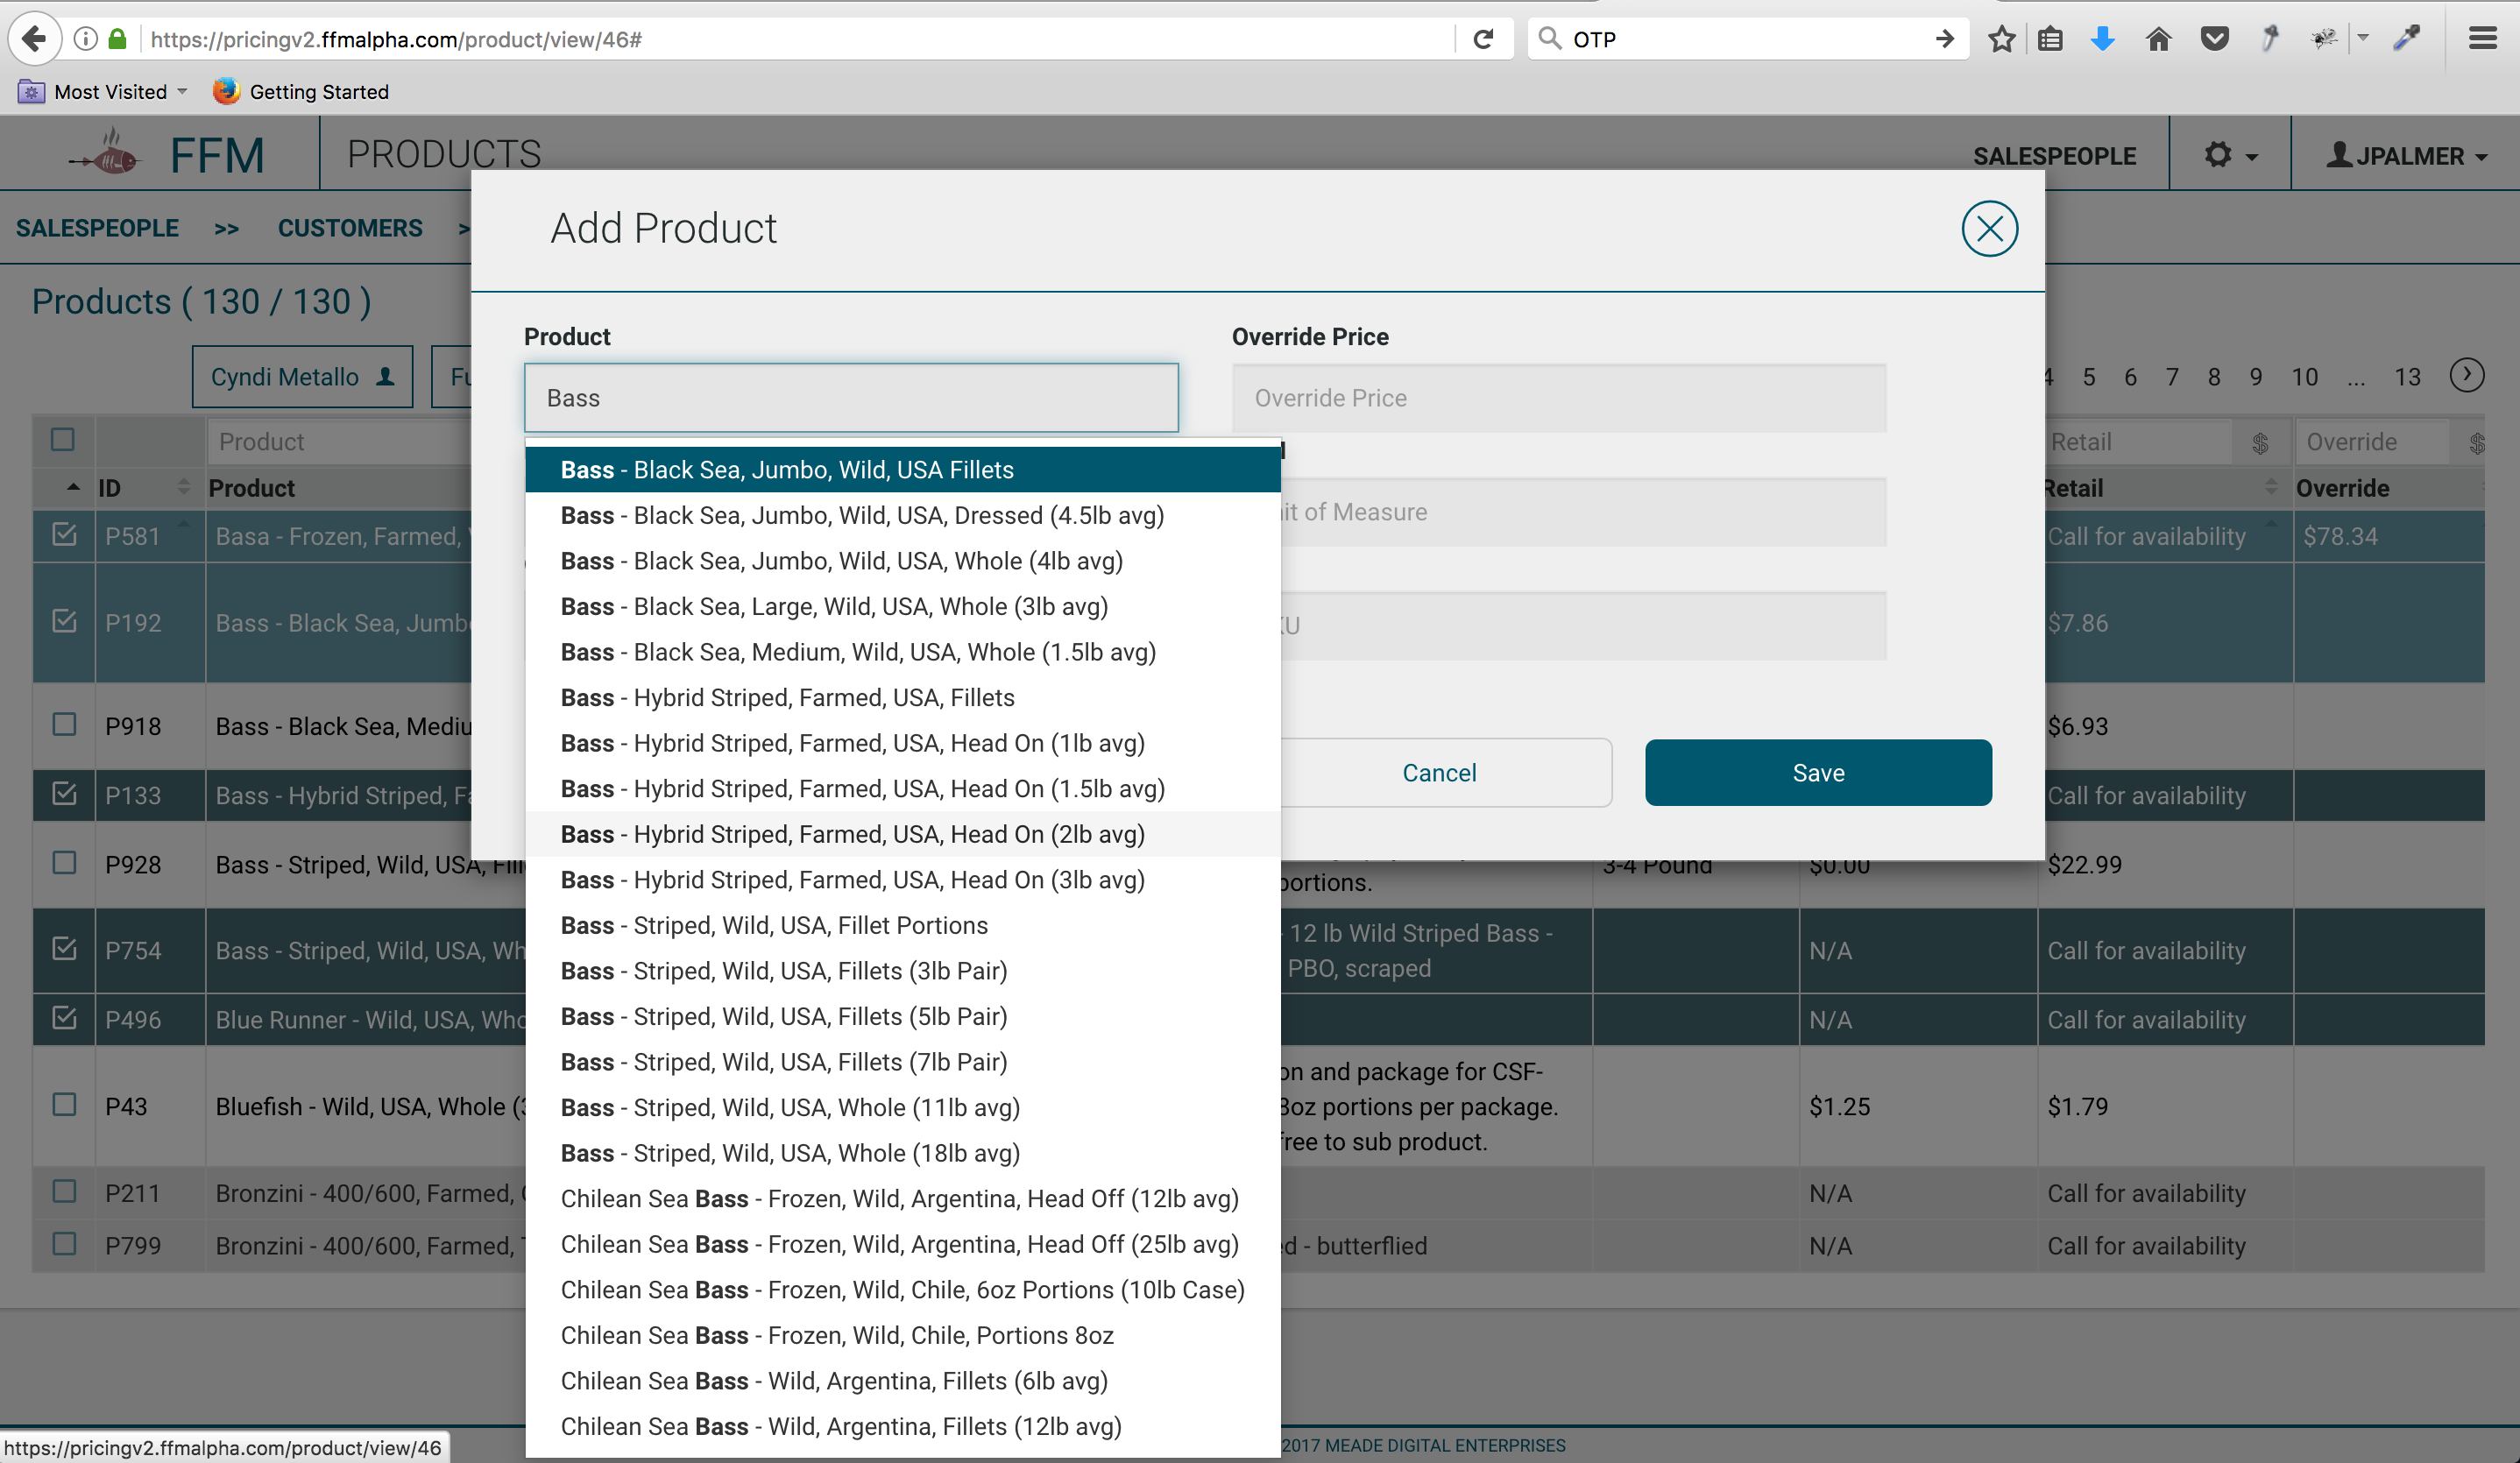 https://pricingv2.ffmalpha.com/product/view/46#
OTP
Most Visited
Getting Started
FFM
PRODUCTS
SALESPEOPLE
JPALMER
SALESPEOPLE >> CUSTOMERS
Products ( 130 / 130 )
Cyndi Metallo
5 6 7 8 9 10 ... 13
Product
Retail $ Override $
ID Product
Retail Override
P581 Basa - Frozen, Farmed,
Call for availability $78.34
P192 Bass - Black Sea,
$7.86
P918 Bass - Black Sea,
$6.93
P133 Bass - Hybrid Striped,
Call for availability
P928 Bass - Striped, Wild, USA,
portions. 3-4 Pound $0.00 $22.99
P754 Bass - Striped, Wild, USA,
- 12 lb Wild Striped Bass -
PBO, scraped
N/A Call for availability
P496 Blue Runner - Wild, USA,
N/A Call for availability
P43 Bluefish - Wild, USA, Whole
and package for CSF-
portions per package.
to sub product.
$1.25 $1.79
P211 Bronzini - 400/600, Farmed,
N/A Call for availability
P799 Bronzini - 400/600, Farmed,
- butterflied N/A Call for availability
Add Product
Product
Override Price
Bass
Override Price
of Measure
Cancel
Save
Bass - Black Sea, Jumbo, Wild, USA Fillets
Bass - Black Sea, Jumbo, Wild, USA, Dressed (4.5lb avg)
Bass - Black Sea, Jumbo, Wild, USA, Whole (4lb avg)
Bass - Black Sea, Large, Wild, USA, Whole (3lb avg)
Bass - Black Sea, Medium, Wild, USA, Whole (1.5lb avg)
Bass - Hybrid Striped, Farmed, USA, Fillets
Bass - Hybrid Striped, Farmed, USA, Head On (1lb avg)
Bass - Hybrid Striped, Farmed, USA, Head On (1.5lb avg)
Bass - Hybrid Striped, Farmed, USA, Head On (2lb avg)
Bass - Hybrid Striped, Farmed, USA, Head On (3lb avg)
Bass - Striped, Wild, USA, Fillet Portions
Bass - Striped, Wild, USA, Fillets (3lb Pair)
Bass - Striped, Wild, USA, Fillets (5lb Pair)
Bass - Striped, Wild, USA, Fillets (7lb Pair)
Bass - Striped, Wild, USA, Whole (11lb avg)
Bass - Striped, Wild, USA, Whole (18lb avg)
Chilean Sea Bass - Frozen, Wild, Argentina, Head Off (12lb avg)
Chilean Sea Bass - Frozen, Wild, Argentina, Head Off (25lb avg)
Chilean Sea Bass - Frozen, Wild, Chile, 6oz Portions (10lb Case)
Chilean Sea Bass - Frozen, Wild, Chile, Portions 8oz
Chilean Sea Bass - Wild, Argentina, Fillets (6lb avg)
Chilean Sea Bass - Wild, Argentina, Fillets (12lb avg)
2017 MEADE DIGITAL ENTERPRISES
https://pricingv2.ffmalpha.com/product/view/46